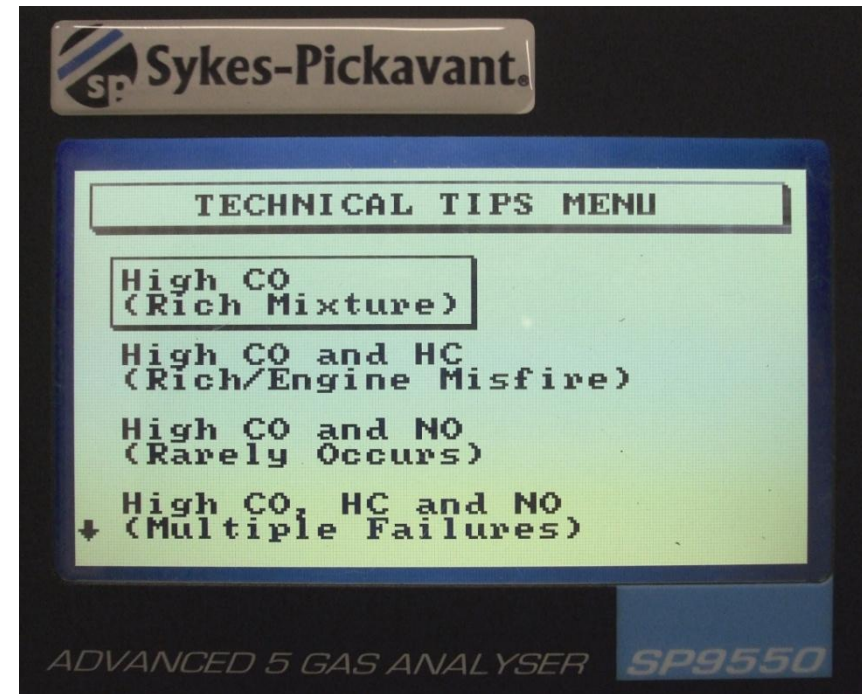 sp Sykes-Pickavant®
TECHNICAL TIPS MENU
High CO
(Rich Mixture)
High CO and HC
(Rich/Engine Misfire)
High CO and NO
(Rarely Occurs)
High CO, HC and NO
(Multiple Failures)
ADVANCED 5 GAS ANALYSER SP9550